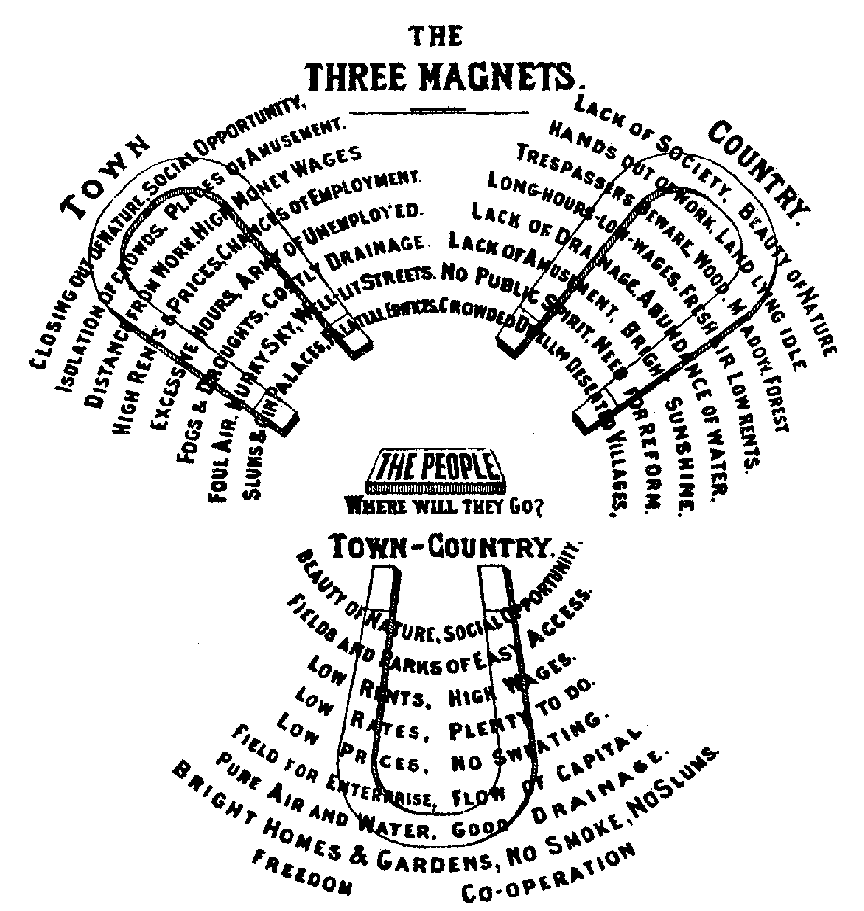 THE
THREE MAGNETS.
TOWN
CLOSING OUT OF NATURE. SOCIAL OPPORTUNITY.
ISOLATION OF CROWDS. PLACES OF AMUSEMENT.
DISTANCE FROM WORK. HIGH MONEY WAGES
HIGH RENTS & PRICES. CHANCES OF EMPLOYMENT.
EXCESSIVE HOURS. ARMY OF UNEMPLOYED.
FOGS & DROUGHTS. COSTLY DRAINAGE.
FOUL AIR. MURKY SKY. WELL-LIT STREETS.
SLUMS & GIN PALACES. PALATIAL EDIFICES.
COUNTRY.
LACK OF SOCIETY. BEAUTY OF NATURE
HANDS OUT OF WORK. LAND LYING IDLE
TRESPASSERS BEWARE. WOOD, MEADOW, FOREST
LONG-HOURS-LOW-WAGES. FRESH AIR LOW RENTS.
LACK OF DRAINAGE. ABUNDANCE OF WATER.
LACK OF AMUSEMENT. BRIGHT SUNSHINE.
NO PUBLIC SPIRIT. NEED FOR REFORM.
CROWDED DWELLINGS DESERTED VILLAGES,
THE PEOPLE
WHERE WILL THEY GO?
TOWN-COUNTRY.
BEAUTY OF NATURE, SOCIAL OPPORTUNITY.
FIELDS AND PARKS OF EASY ACCESS.
LOW RENTS, HIGH WAGES.
LOW RATES, PLENTY TO DO.
LOW PRICES, NO SWEATING.
FIELD FOR ENTERPRISE, FLOW OF CAPITAL
PURE AIR AND WATER, GOOD DRAINAGE.
BRIGHT HOMES & GARDENS, NO SMOKE, NO SLUMS.
FREEDOM CO-OPERATION